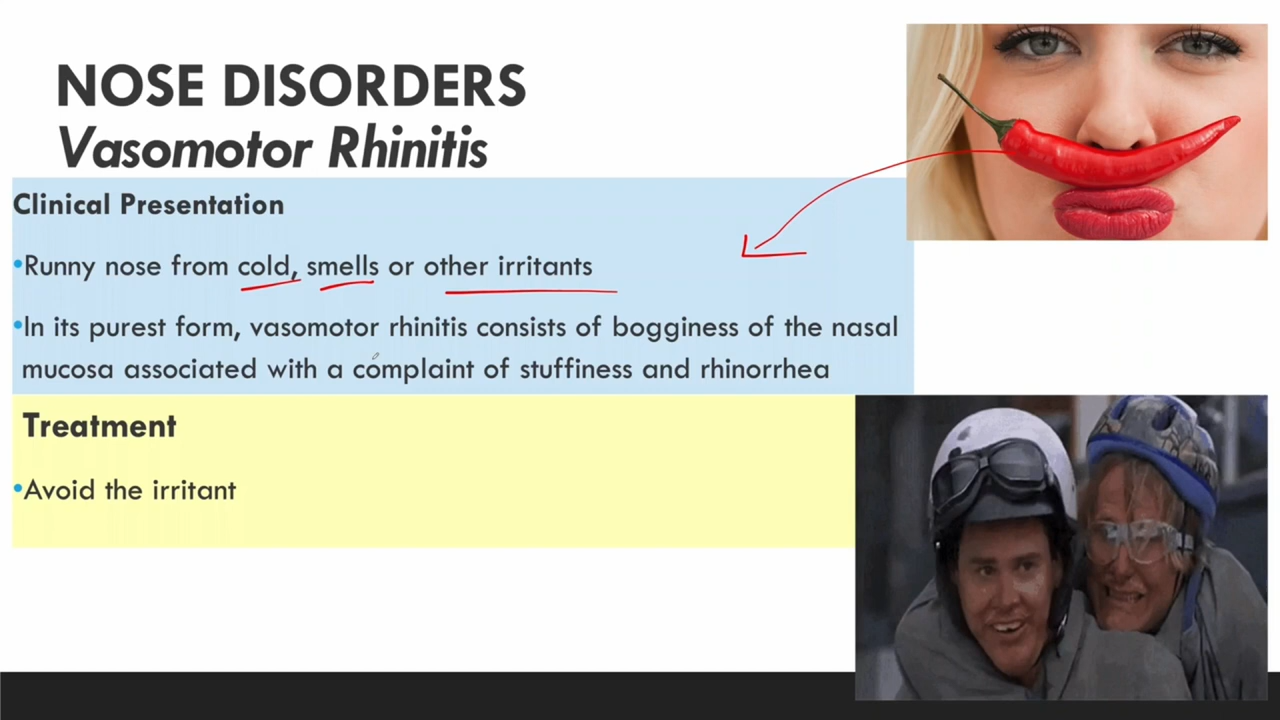 NOSE DISORDERS
Vasomotor Rhinitis
Clinical Presentation
•Runny nose from cold, smells or other irritants
•In its purest form, vasomotor rhinitis consists of bogginess of the nasal
mucosa associated with a complaint of stuffiness and rhinorrhea
Treatment
•Avoid the irritant